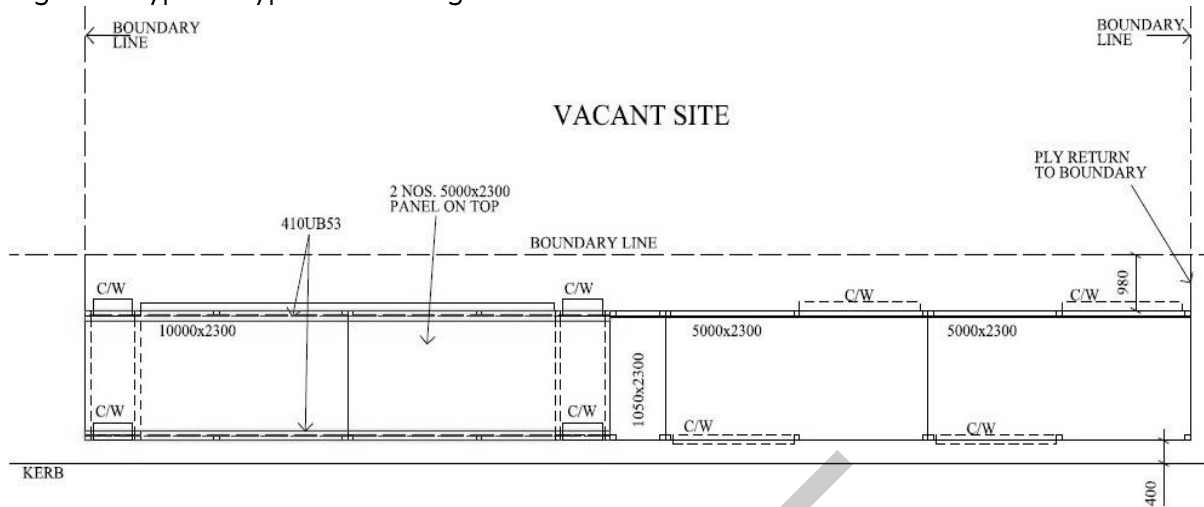 BOUNDARY
LINE
BOUNDARY
LINE
VACANT SITE
PLY RETURN
TO BOUNDARY
2 NOS. 5000x2300
PANEL ON TOP
410UB53
BOUNDARY LINE
C/W
C/W
C/W
C/W
980
10000x2300
5000x2300
5000x2300
1050x2300
C/W
C/W
C/W
C/W
KERB
400